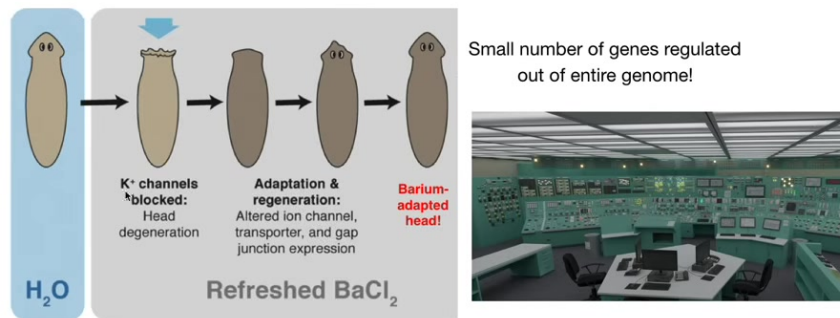 Small number of genes regulated
out of entire genome!
K⁺ channels
blocked:
Head
degeneration
Adaptation &
regeneration:
Altered ion channel,
transporter, and gap
junction expression
Barium-
adapted
head!
H₂O
Refreshed BaCl₂